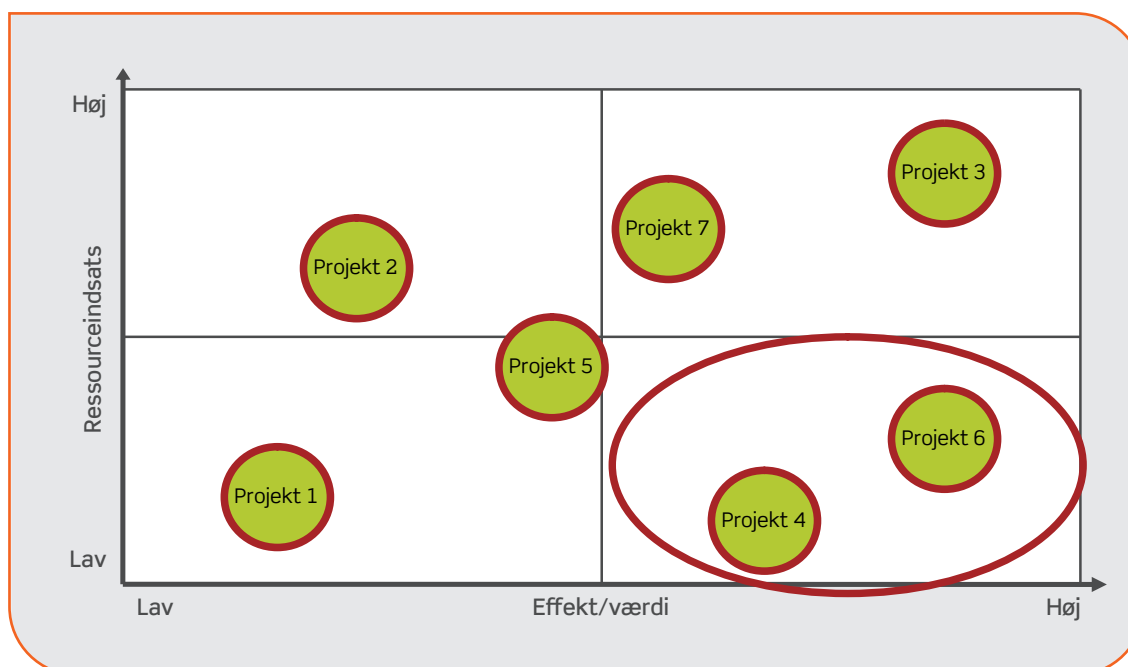 Høj
Projekt 3
Projekt 7
Projekt 2
Ressourceindsats
Projekt 5
Projekt 6
Projekt 1
Projekt 4
Lav
Lav
Effekt/værdi
Høj